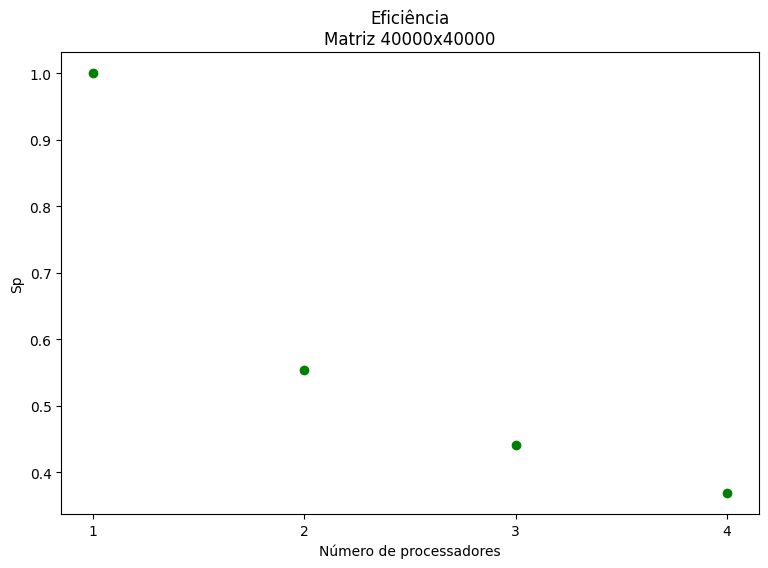 Eficiência
Matriz 40000x40000
1.0
0.9
0.8
0.7
0.6
0.5
0.4
Sp
1 2 3 4
Número de processadores